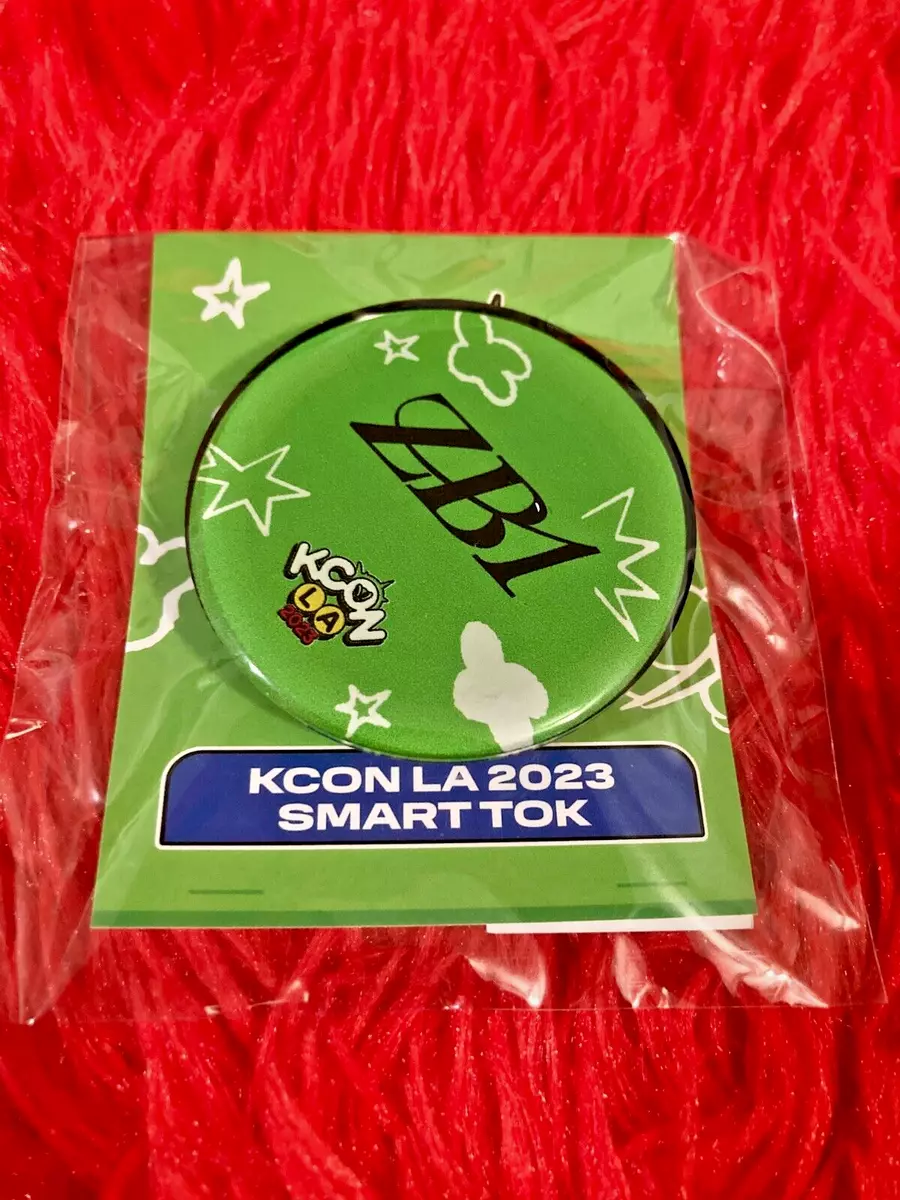 ZB1
KCON
LA
2023
KCON LA 2023
SMART TOK